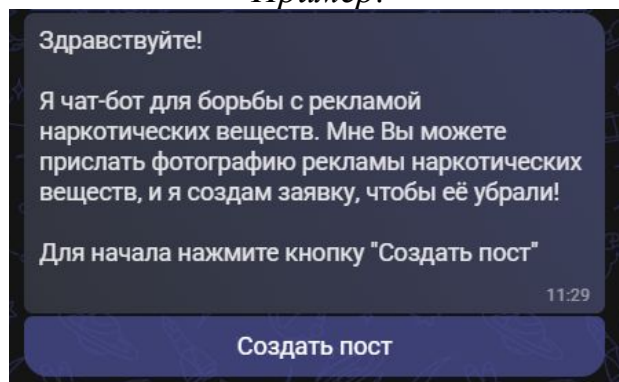 Пример:
Здравствуйте!
Я чат-бот для борьбы с рекламой
наркотических веществ. Мне Вы можете
прислать фотографию рекламы наркотических
веществ, и я создам заявку, чтобы её убрали!
Для начала нажмите кнопку "Создать пост"
11:29
Создать пост